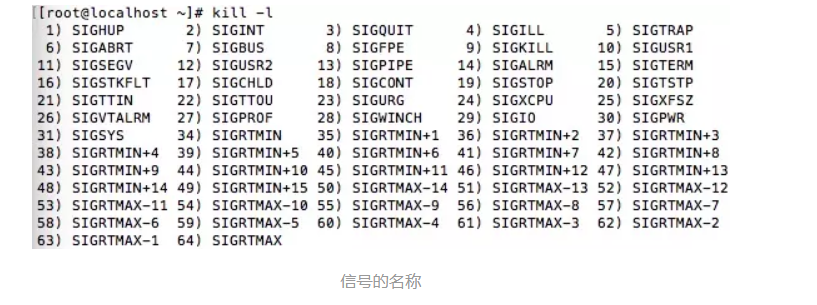 [[root@localhost ~]# kill -l
1) SIGHUP 2) SIGINT 3) SIGQUIT 4) SIGILL 5) SIGTRAP
6) SIGABRT 7) SIGBUS 8) SIGFPE 9) SIGKILL 10) SIGUSR1
11) SIGSEGV 12) SIGUSR2 13) SIGPIPE 14) SIGALRM 15) SIGTERM
16) SIGSTKFLT 17) SIGCHLD 18) SIGCONT 19) SIGSTOP 20) SIGTSTP
21) SIGTTIN 22) SIGTTOU 23) SIGURG 24) SIGXCPU 25) SIGXFSZ
26) SIGVTALRM 27) SIGPROF 28) SIGWINCH 29) SIGIO 30) SIGPWR
31) SIGSYS 34) SIGRTMIN 35) SIGRTMIN+1 36) SIGRTMIN+2 37) SIGRTMIN+3
38) SIGRTMIN+4 39) SIGRTMIN+5 40) SIGRTMIN+6 41) SIGRTMIN+7 42) SIGRTMIN+8
43) SIGRTMIN+9 44) SIGRTMIN+10 45) SIGRTMIN+11 46) SIGRTMIN+12 47) SIGRTMIN+13
48) SIGRTMIN+14 49) SIGRTMIN+15 50) SIGRTMAX-14 51) SIGRTMAX-13 52) SIGRTMAX-12
53) SIGRTMAX-11 54) SIGRTMAX-10 55) SIGRTMAX-9 56) SIGRTMAX-8 57) SIGRTMAX-7
58) SIGRTMAX-6 59) SIGRTMAX-5 60) SIGRTMAX-4 61) SIGRTMAX-3 62) SIGRTMAX-2
63) SIGRTMAX-1 64) SIGRTMAX
信号的名称